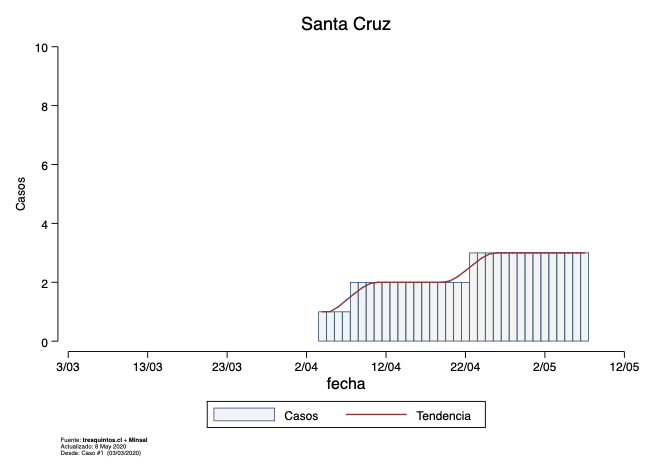 Santa Cruz
10
8
6
4
2
0
Casos
3/03 13/03 23/03 2/04 12/04 22/04 2/05 12/05
fecha
Casos Tendencia
Fuente: tresquintos.cl + Minsal
Actualizado: 8 May 2020
Desde: Caso #1 (03/03/2020)